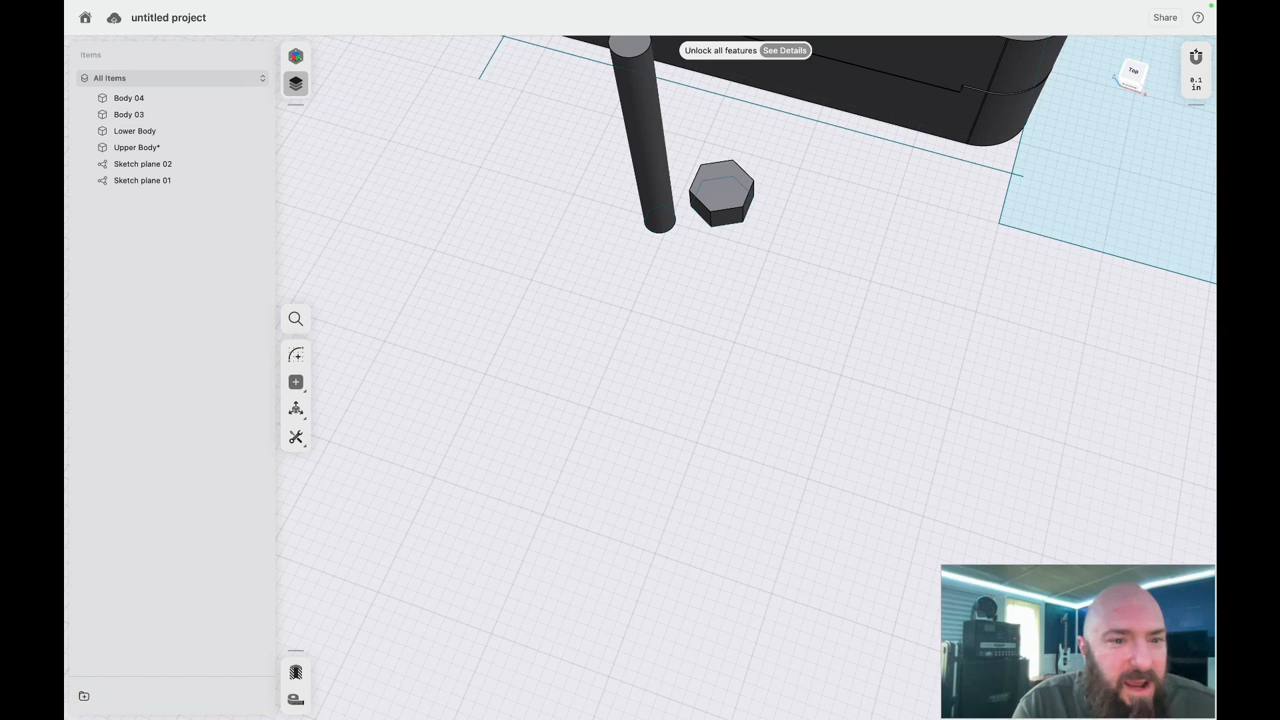 untitled project
Share
Items
Unlock all features See Details
All Items
Top
0.1
in
Body 04
Body 03
Lower Body
Upper Body*
Sketch plane 02
Sketch plane 01